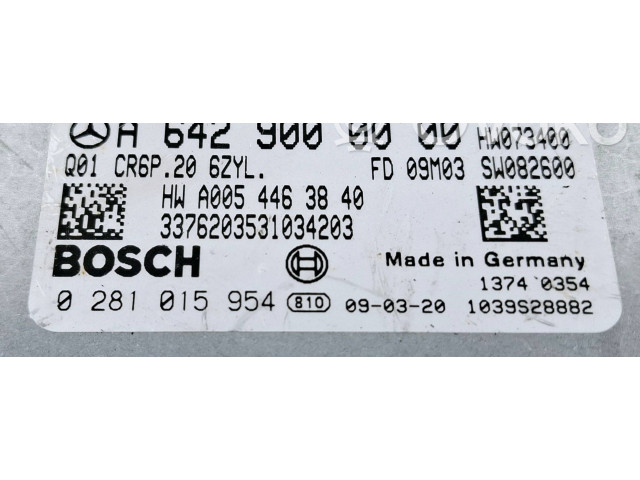 A 642 900 00 00 HW073400
Q01 CR6P.20 6ZYL. FD 09M03 SW082600
HW A005 446 38 40
3376203531034203
BOSCH Made in Germany
1374 0354
0 281 015 954 810 09-03-20 1039S28882